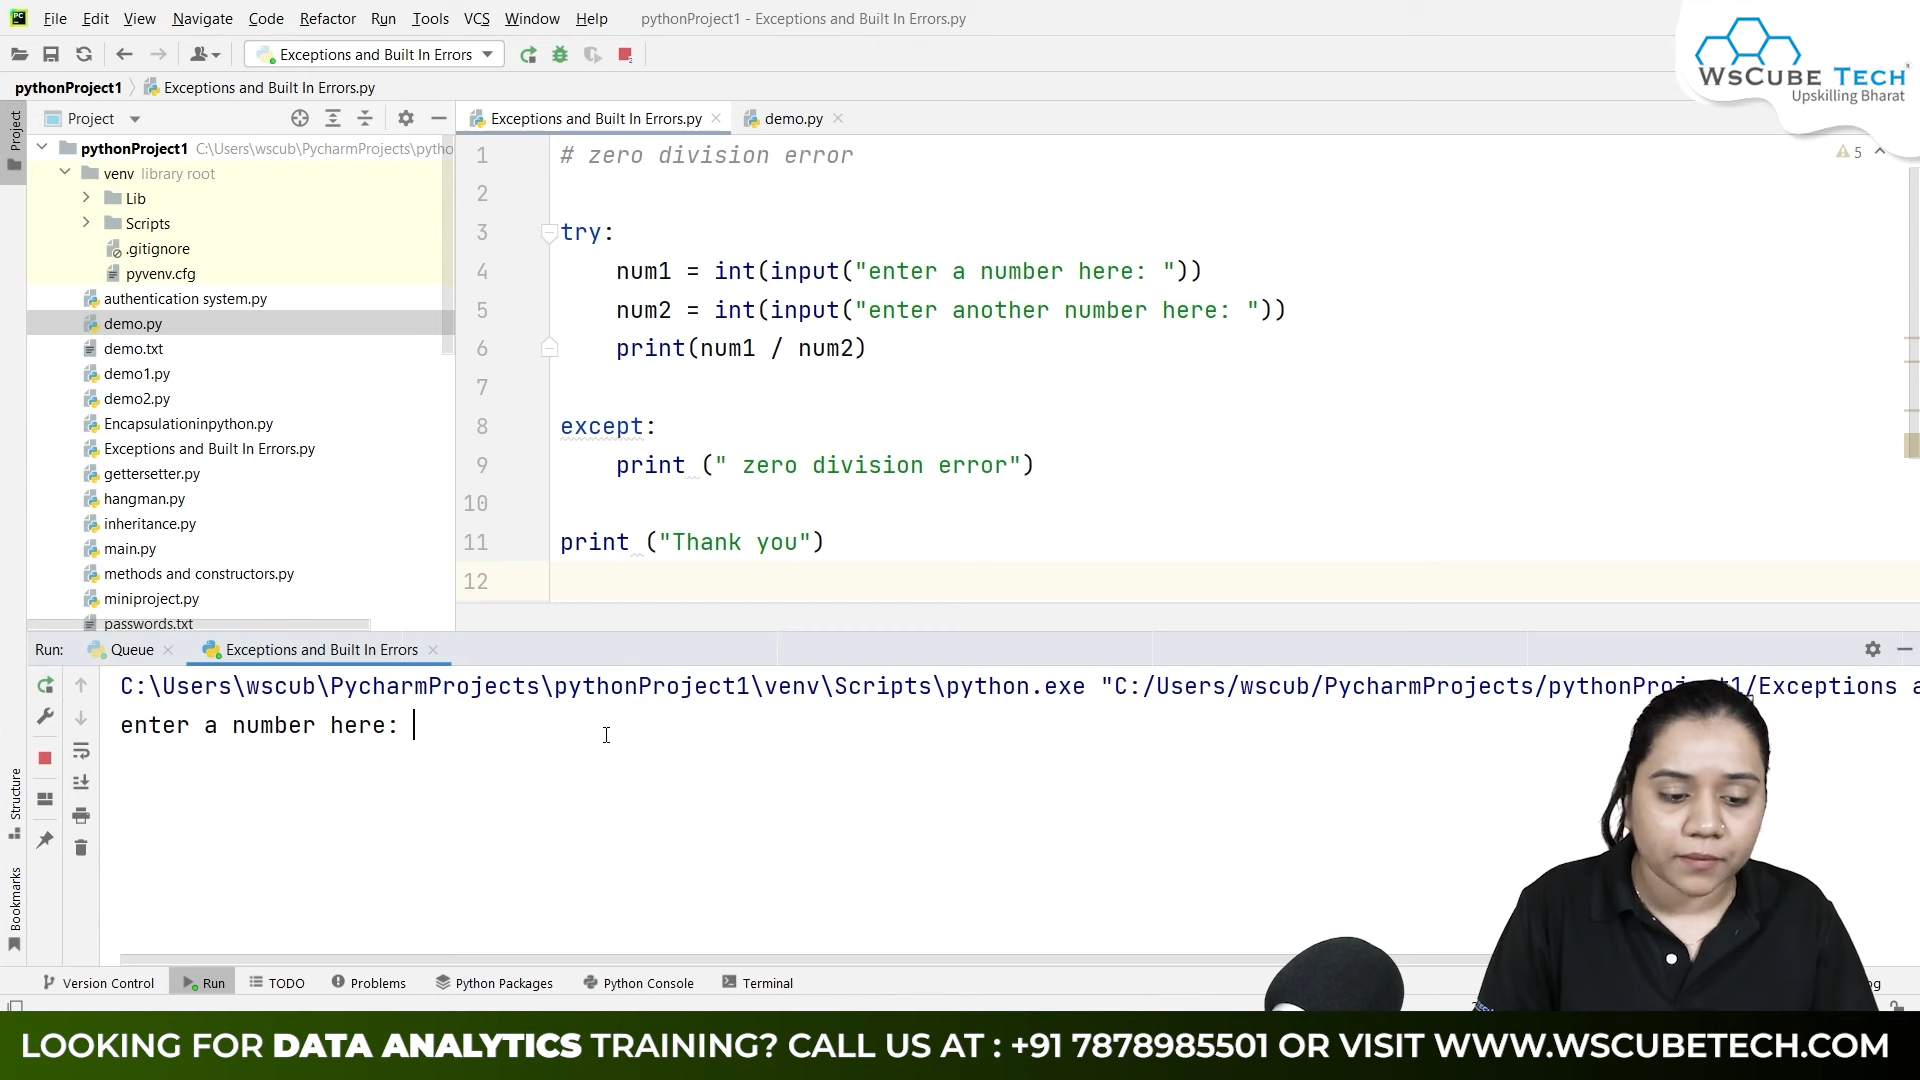 File Edit View Navigate Code Refactor Run Tools VCS Window Help pythonProject1 - Exceptions and Built In Errors.py
Exceptions and Built In Errors
WsCube Tech
Upskilling Bharat
pythonProject1 Exceptions and Built In Errors.py
Project
Project
Exceptions and Built In Errors.py
demo.py
pythonProject1 C:\Users\wscub\PycharmProjects\pytho
venv library root
Lib
Scripts
.gitignore
pyvenv.cfg
authentication system.py
demo.py
demo.txt
demo1.py
demo2.py
Encapsulationinpython.py
Exceptions and Built In Errors.py
gettersetter.py
hangman.py
inheritance.py
main.py
methods and constructors.py
miniproject.py
passwords.txt
5
1 # zero division error
2
3 try:
4 num1 = int(input("enter a number here: "))
5 num2 = int(input("enter another number here: "))
6 print(num1 / num2)
7
8 except:
9 print (" zero division error")
10
11 print ("Thank you")
12
Run: Queue Exceptions and Built In Errors
C:\Users\wscub\PycharmProjects\pythonProject1\venv\Scripts\python.exe "C:/Users/wscub/PycharmProjects/pythonProject1/Exceptions a
enter a number here:
Structure
Bookmarks
Version Control Run TODO Problems Python Packages Python Console Terminal
LOOKING FOR DATA ANALYTICS TRAINING? CALL US AT : +91 7878985501 OR VISIT WWW.WSCUBETECH.COM